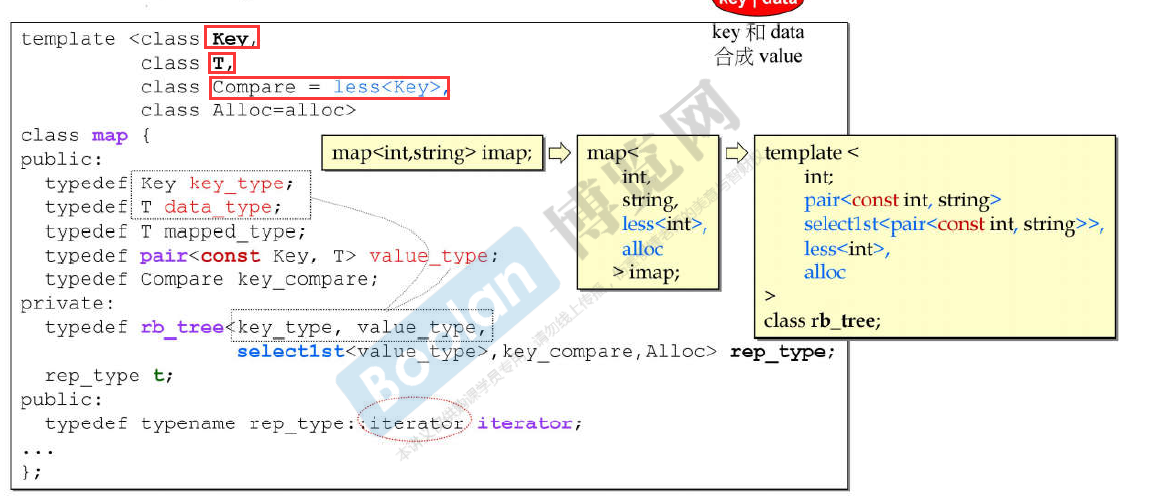 key | data
key 和 data
合成 value
template <class Key,
class T,
class Compare = less<Key>,
class Alloc=alloc>
class map {
public:
typedef Key key_type;
typedef T data_type;
typedef T mapped_type;
typedef pair<const Key, T> value_type;
typedef Compare key_compare;
private:
typedef rb_tree<key_type, value_type,
select1st<value_type>,key_compare,Alloc> rep_type;
rep_type t;
public:
typedef typename rep_type::iterator iterator;
...
};
map<int,string> imap;
map<
int,
string,
less<int>,
alloc
> imap;
template <
int;
pair<const int, string>
select1st<pair<const int, string>>,
less<int>,
alloc
>
class rb_tree;
Boolan
博览网